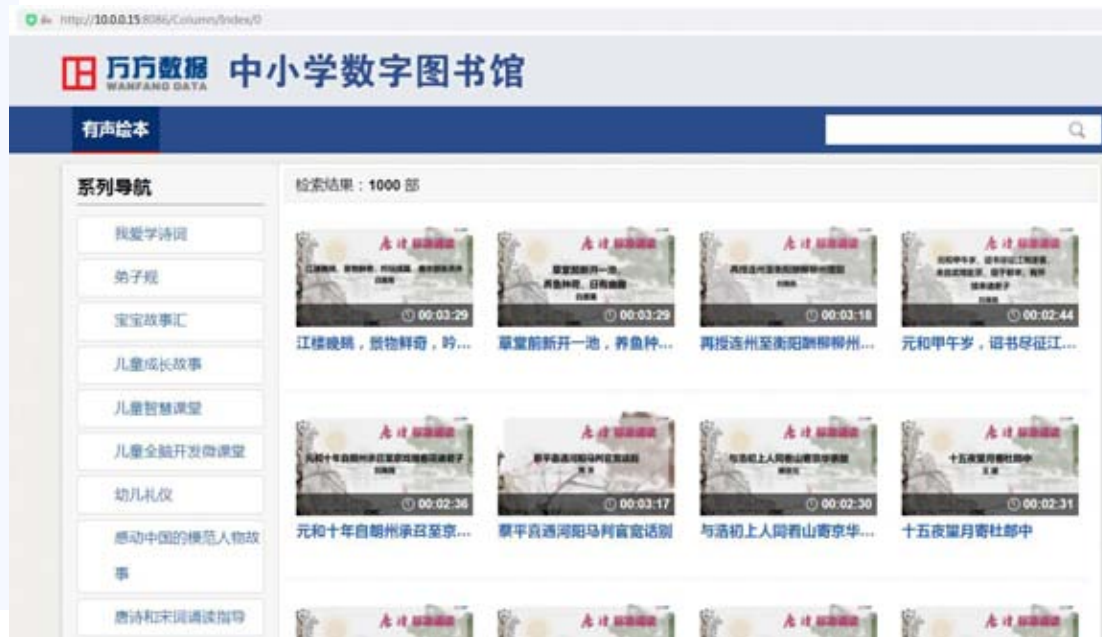 http://10.0.0.15:8086/Column/Index/0
万方数据
WANFANG DATA
中小学数字图书馆
有声绘本
系列导航
我爱学诗词
弟子规
宝宝故事汇
儿童成长故事
儿童智慧课堂
儿童全脑开发微课堂
幼儿礼仪
感动中国的模范人物故
事
唐诗和宋词诵读指导
检索结果：1000 部
00:03:29
00:03:29
00:03:18
00:02:44
江楼晚眺，景物鲜奇，吟...
草堂前新开一池，养鱼种...
再授连州至衡阳酬柳柳州...
元和甲午岁，诏书尽征江...
00:02:36
00:03:17
00:02:30
00:02:31
元和十年自朗州承召至京...
蔡平喜遇河阳马判官宽话别
与浩初上人同看山寄京华...
十五夜望月寄杜郎中